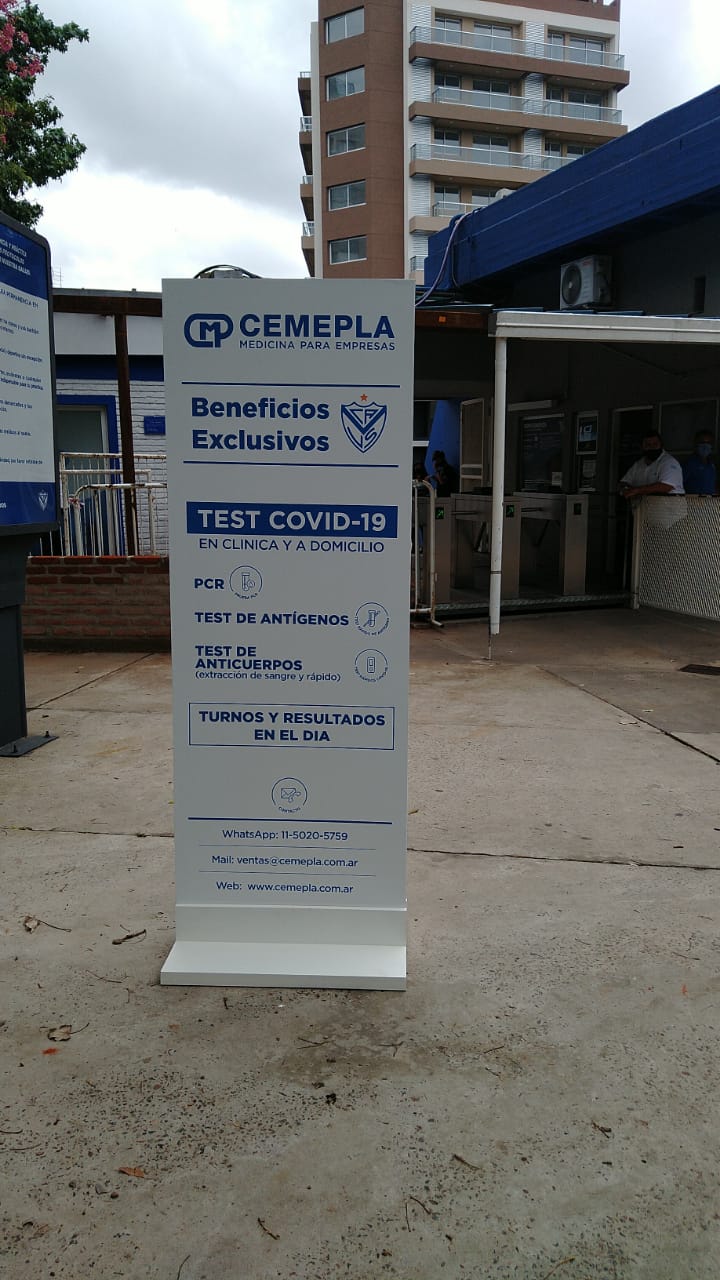 CEMEPLA
MEDICINA PARA EMPRESAS
Beneficios
Exclusivos
TEST COVID-19
EN CLINICA Y A DOMICILIO
PCR
TEST DE ANTÍGENOS
TEST DE
ANTICUERPOS
(extracción de sangre y rápido)
TURNOS Y RESULTADOS
EN EL DIA
CONTACTO
WhatsApp: 11-5020-5759
Mail: ventas@cemepla.com.ar
Web: www.cemepla.com.ar